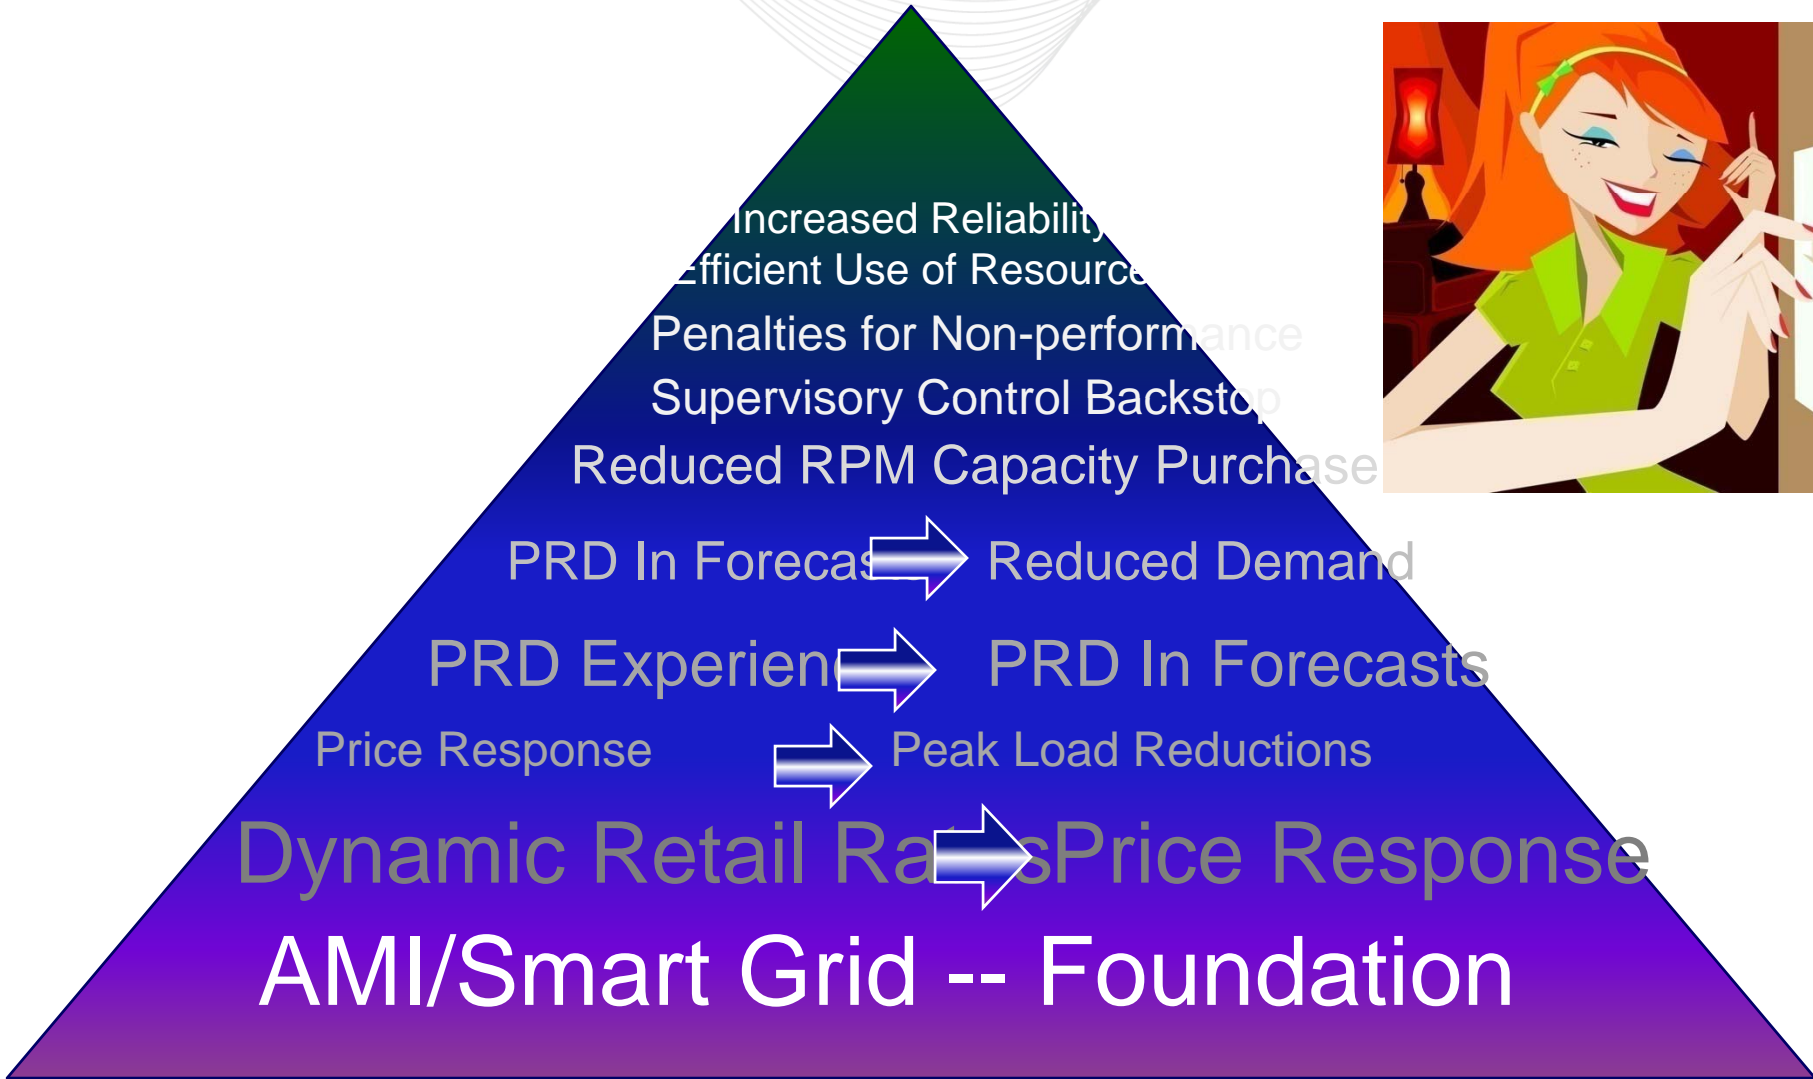 Increased Reliability
Efficient Use of Resource
Penalties for Non-performance
Supervisory Control Backstop
Reduced RPM Capacity Purchase
PRD In Forecasts Reduced Demand
PRD Experience PRD In Forecasts
Price Response Peak Load Reductions
Dynamic Retail Rates Price Response
AMI/Smart Grid -- Foundation